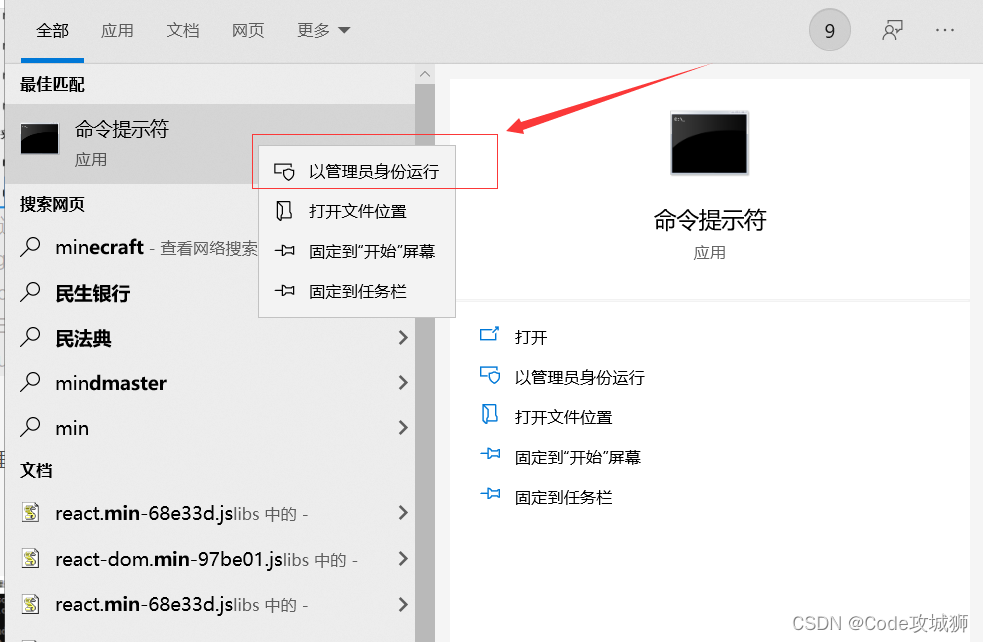 全部 应用 文档 网页 更多 9 ...
最佳匹配
命令提示符
应用
搜索网页
minecraft - 查看网络搜索
民生银行
民法典
mindmaster
min
文档
react.min-68e33d.js libs 中的 -
react-dom.min-97be01.js libs 中的 -
react.min-68e33d.js libs 中的 -
以管理员身份运行
打开文件位置
固定到“开始”屏幕
固定到任务栏
命令提示符
应用
打开
以管理员身份运行
打开文件位置
固定到“开始”屏幕
固定到任务栏
CSDN @Code攻城狮